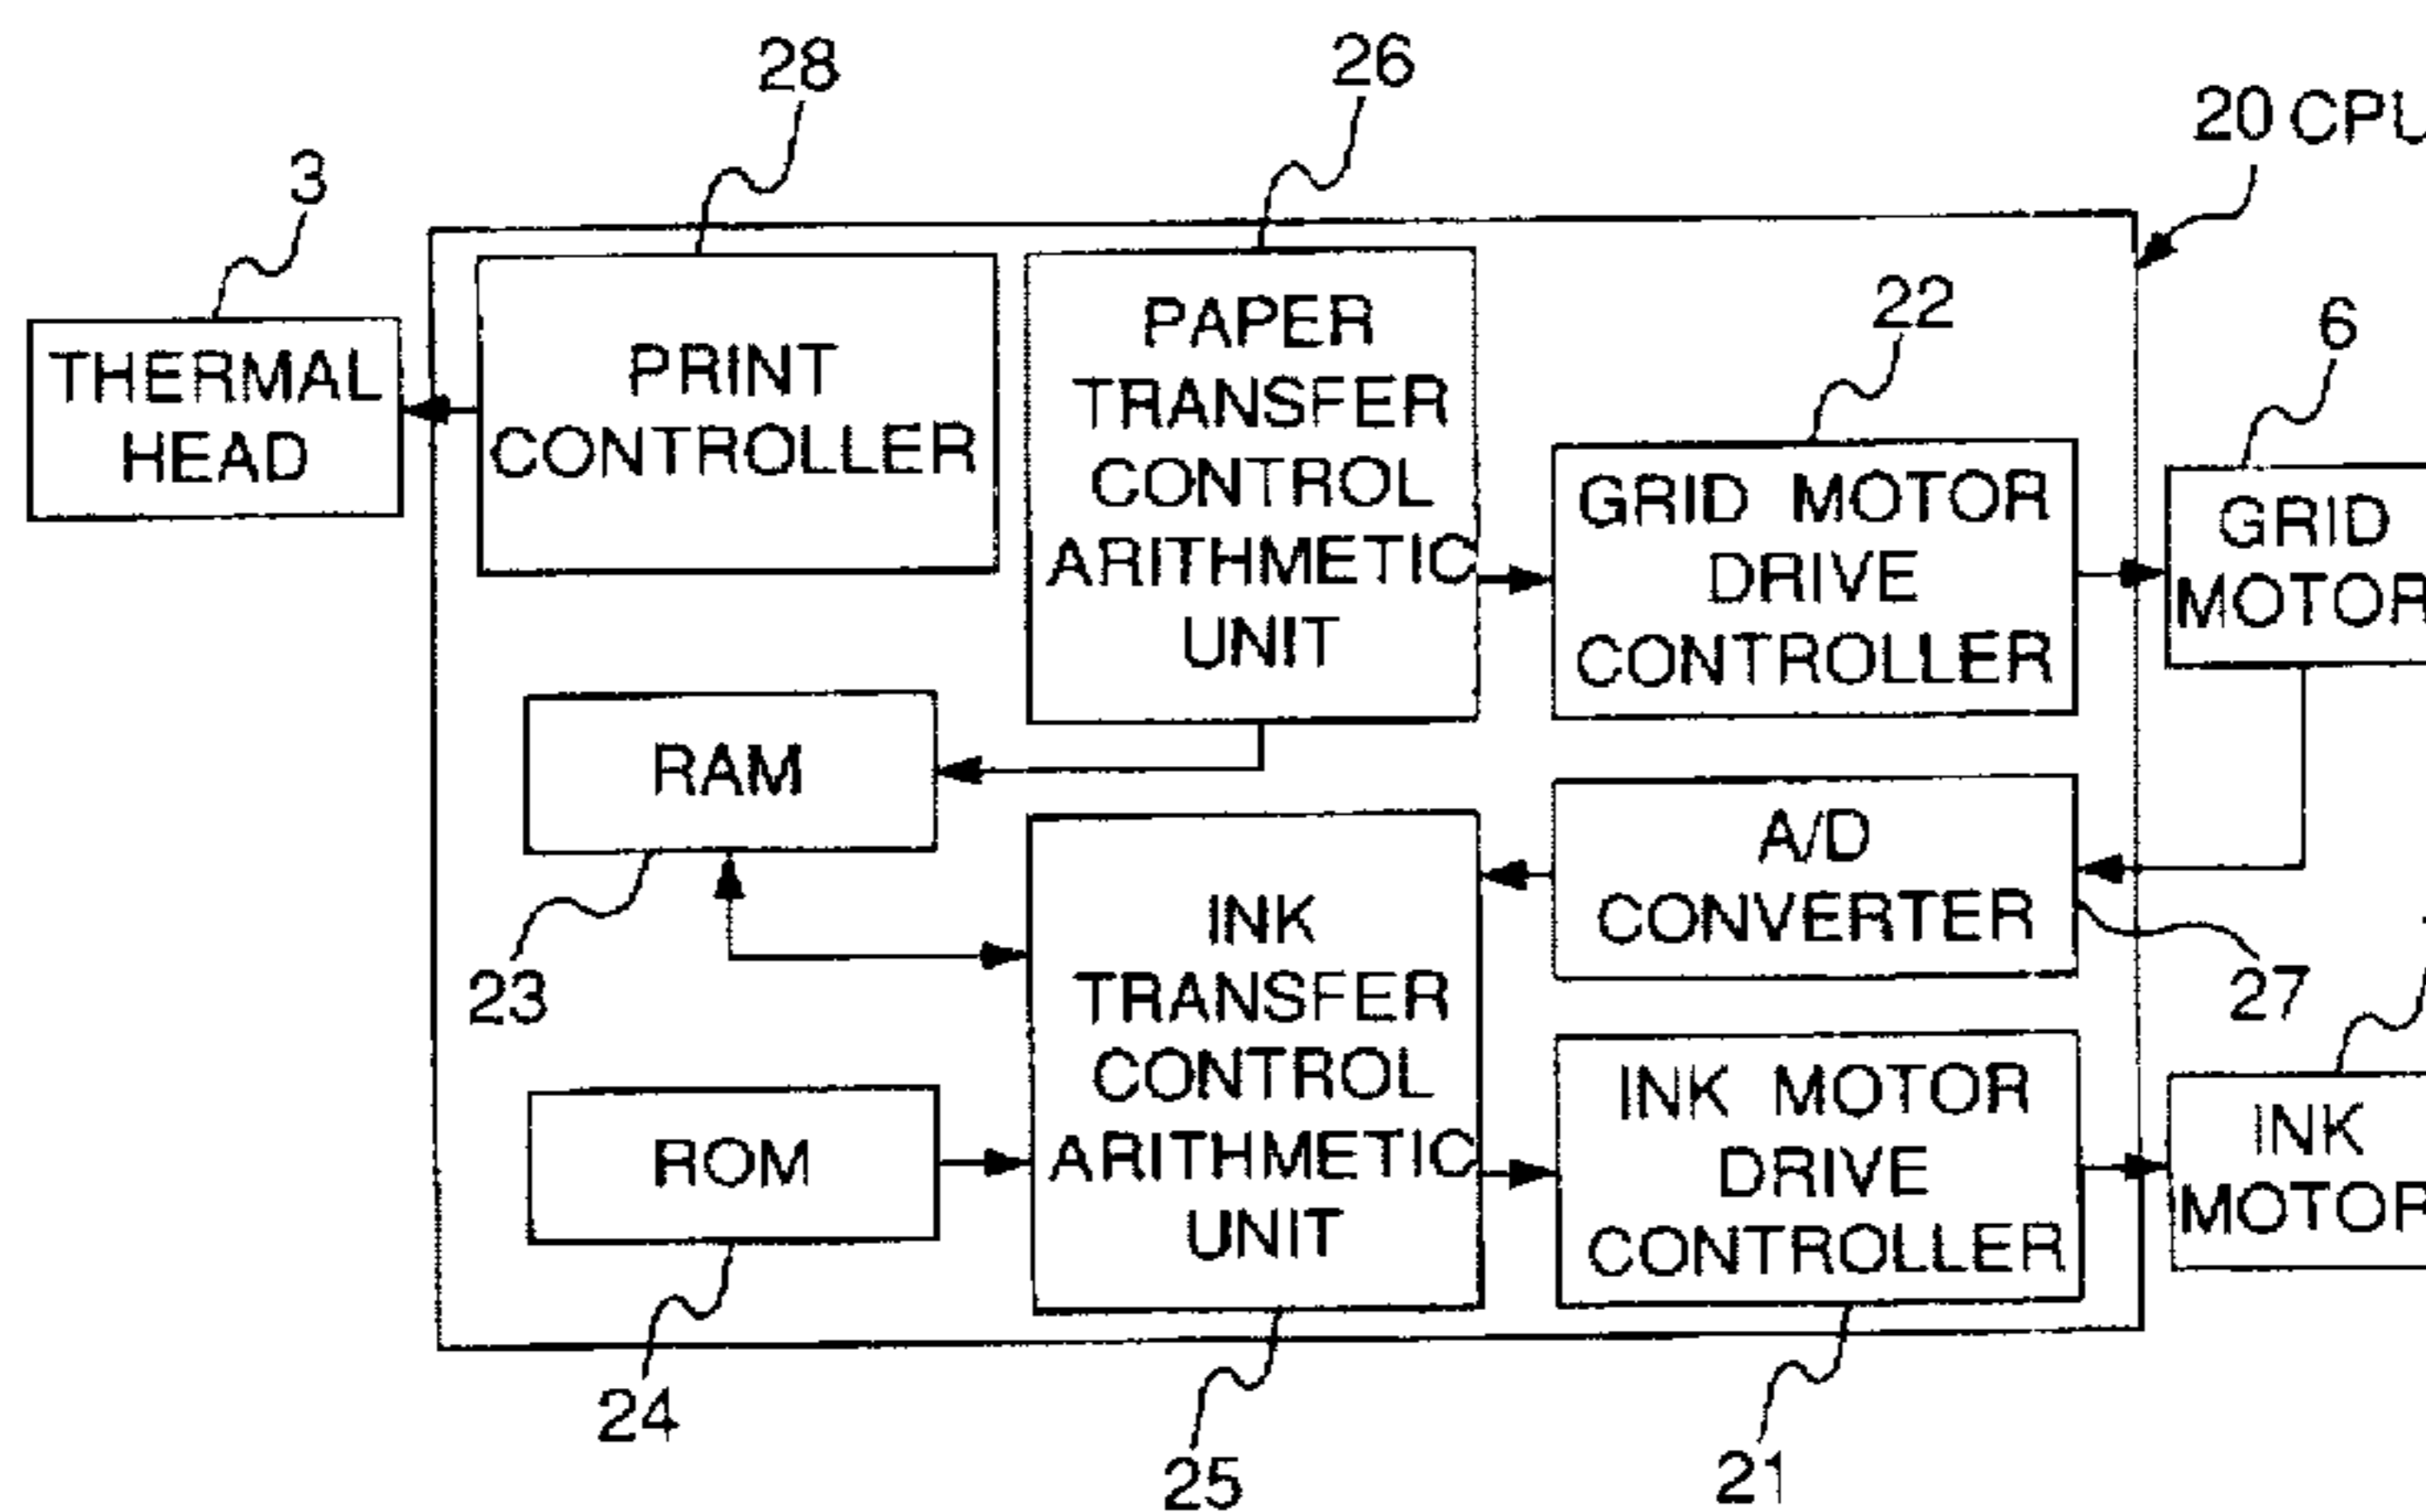 28
26
20 CPU
3
22
6
THERMAL
HEAD
PRINT
CONTROLLER
PAPER
TRANSFER
CONTROL
ARITHMETIC
UNIT
GRID MOTOR
DRIVE
CONTROLLER
GRID
MOTOR
RAM
A/D
CONVERTER
23
27
INK
TRANSFER
CONTROL
ARITHMETIC
UNIT
ROM
INK MOTOR
DRIVE
CONTROLLER
INK
MOTOR
24
25
21